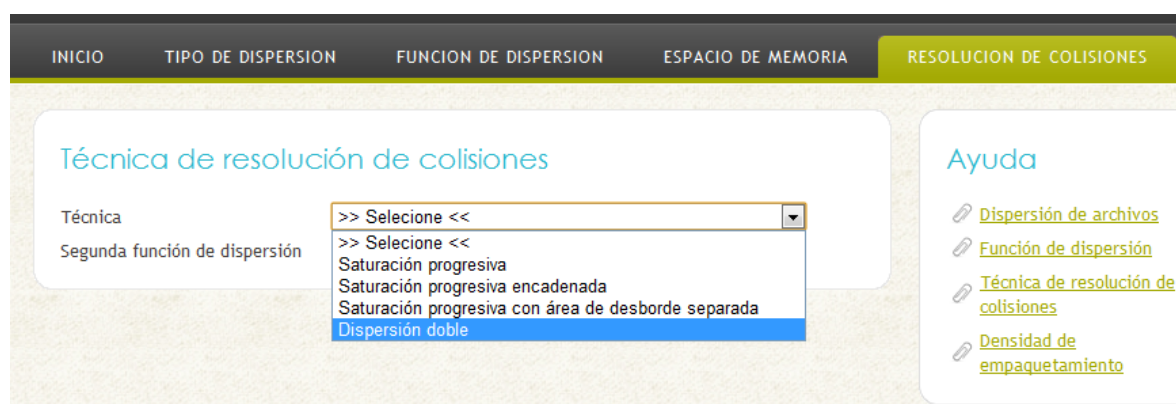 INICIO TIPO DE DISPERSION FUNCION DE DISPERSION ESPACIO DE MEMORIA RESOLUCION DE COLISIONES
Técnica de resolución de colisiones
Técnica >> Selecione <<
Segunda función de dispersión
>> Selecione <<
Saturación progresiva
Saturación progresiva encadenada
Saturación progresiva con área de desborde separada
Dispersión doble
Ayuda
Dispersión de archivos
Función de dispersión
Técnica de resolución de
colisiones
Densidad de
empaquetamiento